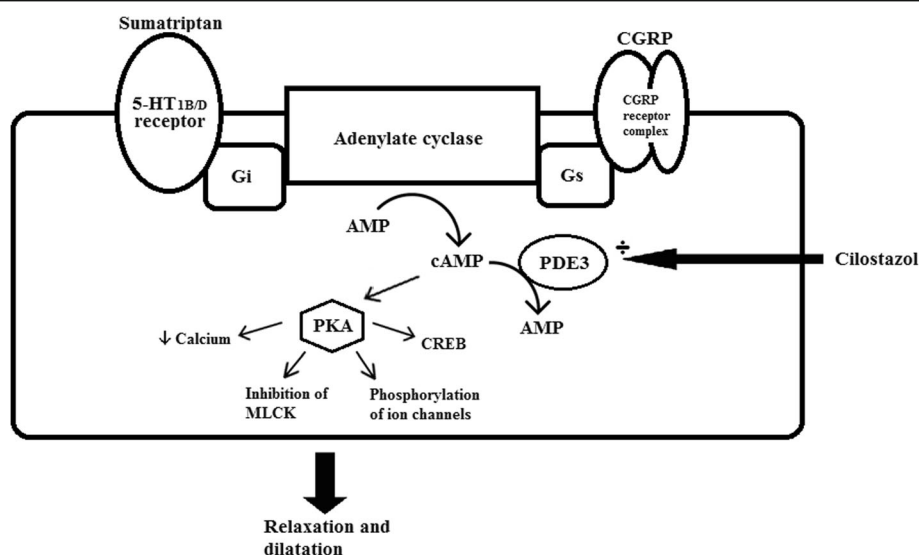 Sumatriptan
5-HT1B/D
receptor
Gi
Adenylate cyclase
Gs
CGRP
CGRP
receptor
complex
AMP
cAMP
PDE3
÷
Cilostazol
AMP
PKA
↓ Calcium
CREB
Inhibition of
MLCK
Phosphorylation
of ion channels
Relaxation and
dilatation